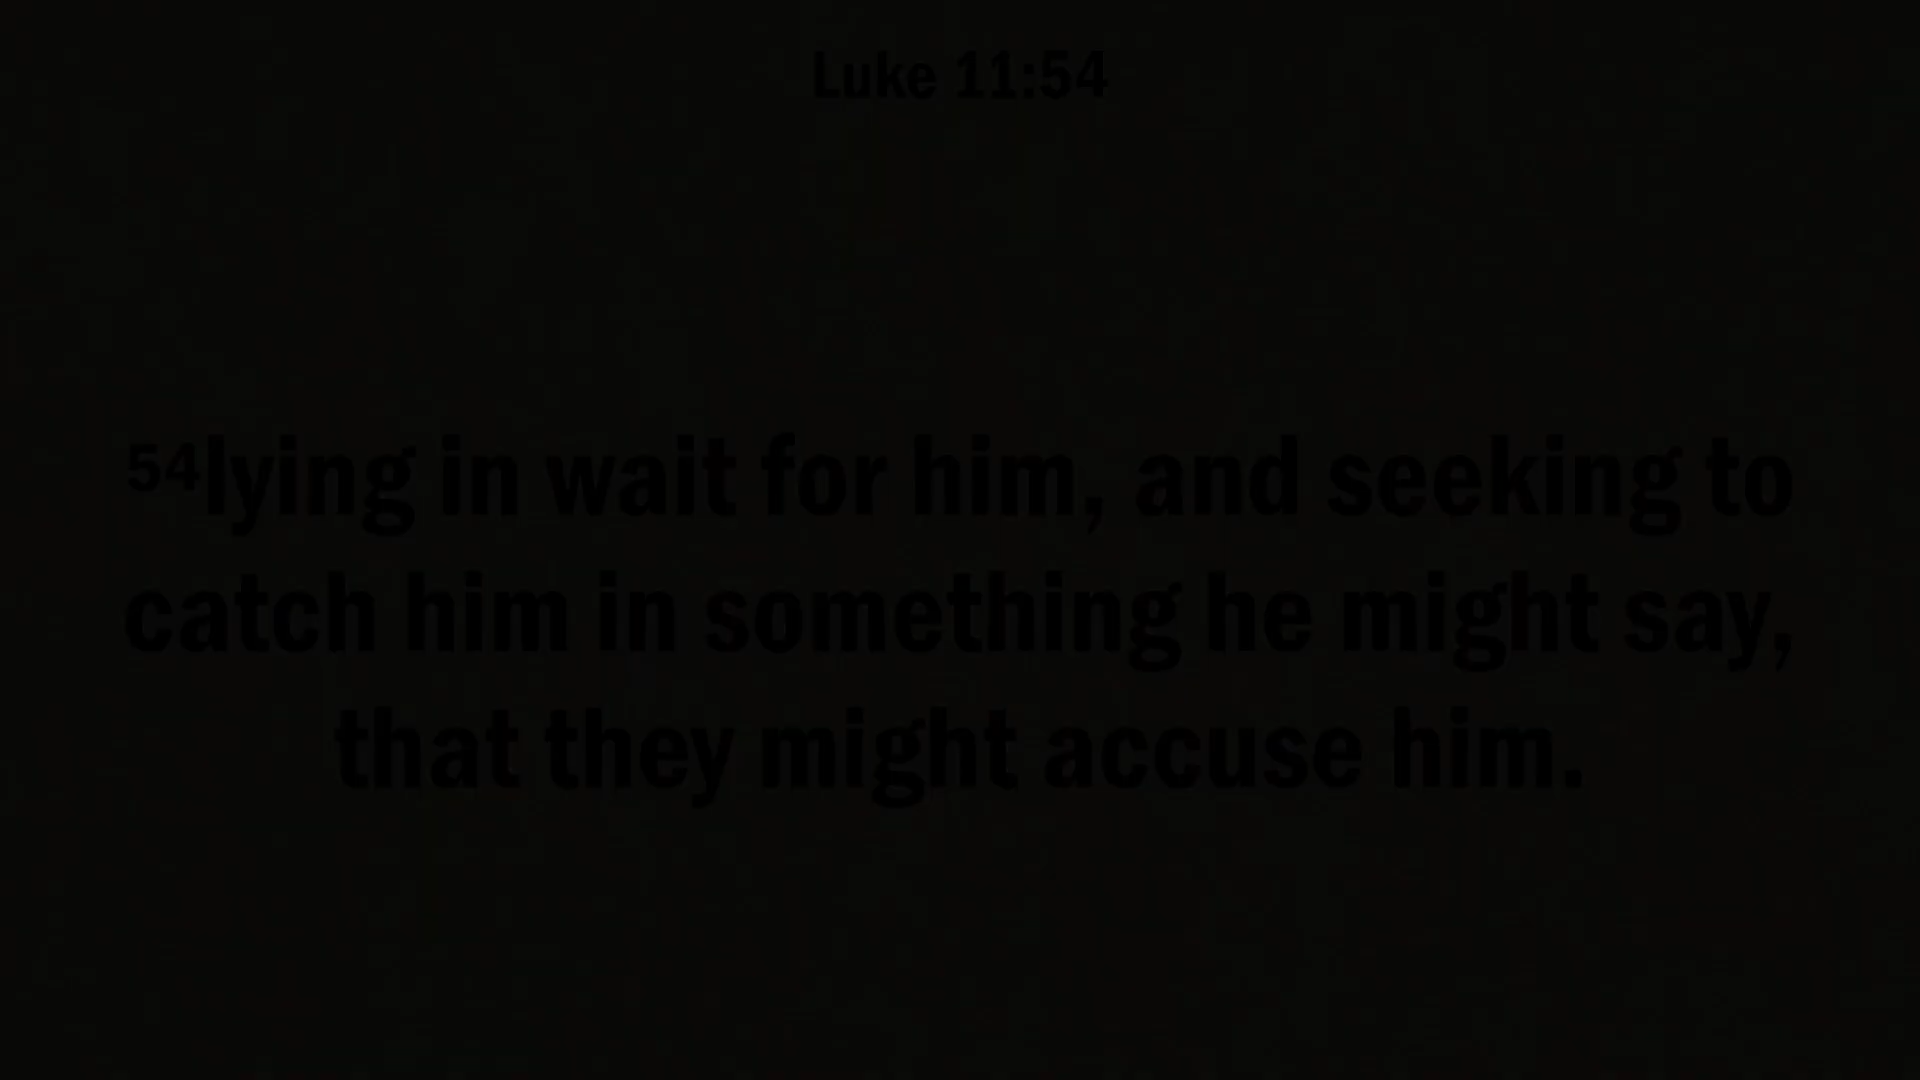 Luke 11:54
54lying in wait for him, and seeking to
catch him in something he might say,
that they might accuse him.